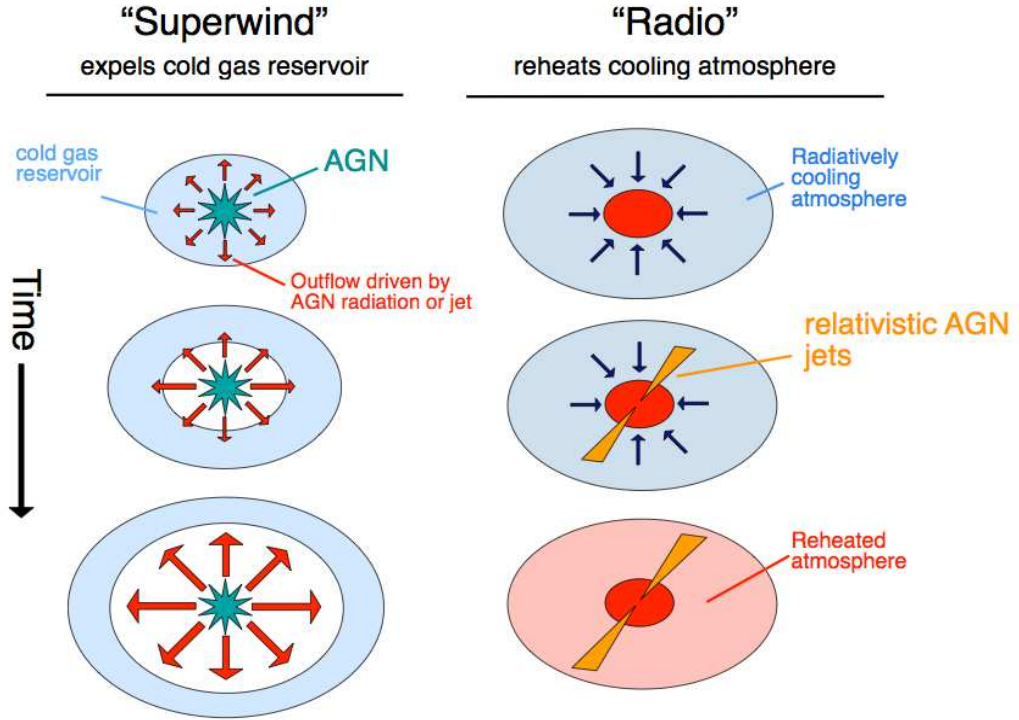 “Superwind”
expels cold gas reservoir
“Radio”
reheats cooling atmosphere
cold gas
reservoir
AGN
Outflow driven by
AGN radiation or jet
Time
Radiatively
cooling
atmosphere
relativistic AGN
jets
Reheated
atmosphere